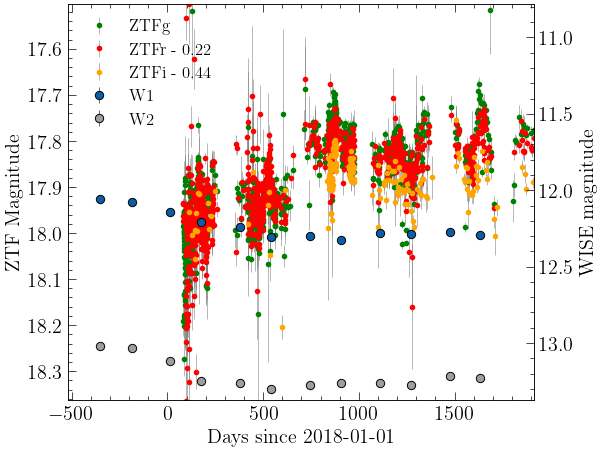 ZTFg
ZTFr - 0.22
ZTFi - 0.44
W1
W2
ZTF Magnitude
17.6
17.7
17.8
17.9
18.0
18.1
18.2
18.3
WISE magnitude
11.0
11.5
12.0
12.5
13.0
−500
0
500
1000
1500
Days since 2018-01-01